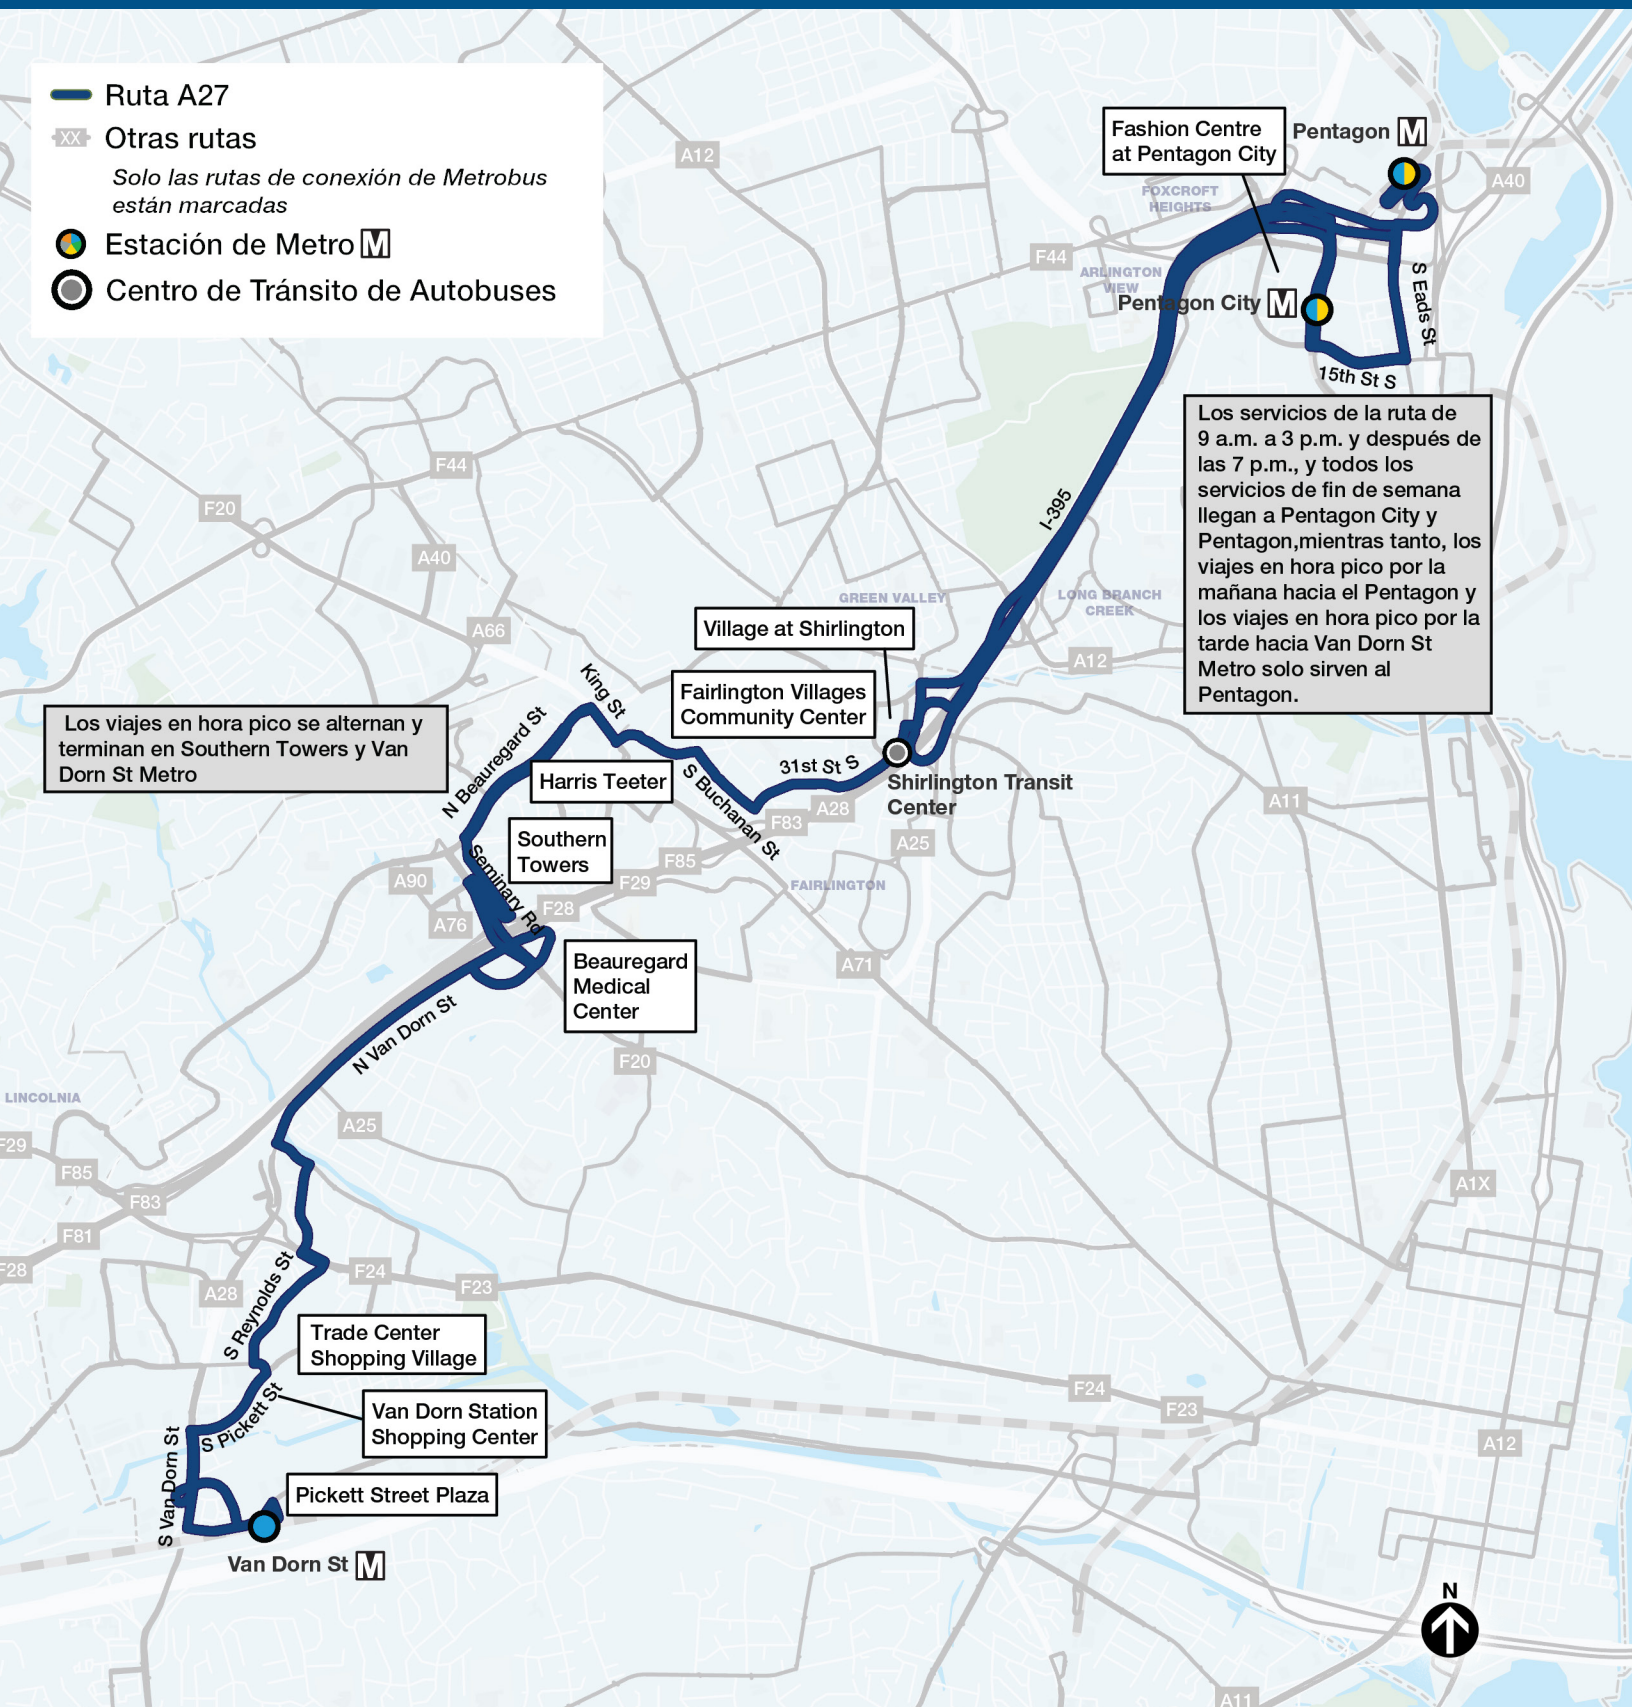 Ruta A27
XX Otras rutas
Solo las rutas de conexión de Metrobus
están marcadas
Estación de Metro M
Centro de Tránsito de Autobuses
A12
Fashion Centre
at Pentagon City
Pentagon M
A40
FOXCROFT
HEIGHTS
F44
ARLINGTON
VIEW
Pentagon City M
S Eads St
15th St S
Los servicios de la ruta de
9 a.m. a 3 p.m. y después de
las 7 p.m., y todos los
servicios de fin de semana
llegan a Pentagon City y
Pentagon,mientras tanto, los
viajes en hora pico por la
mañana hacia el Pentagon y
los viajes en hora pico por la
tarde hacia Van Dorn St
Metro solo sirven al
Pentagon.
F44
F20
I-395
A40
GREEN VALLEY
LONG BRANCH
CREEK
A66
Village at Shirlington
A12
King St
Fairlington Villages
Community Center
Los viajes en hora pico se alternan y
terminan en Southern Towers y Van
Dorn St Metro
N Beauregard St
Harris Teeter
S Buchanan St
31st St S
Shirlington Transit
Center
A28
F83
A11
Southern
Towers
Seminary Rd
A25
F85
F29
A90
FAIRLINGTON
F28
A76
Beauregard
Medical
Center
A71
N Van Dorn St
F20
LINCOLNIA
A25
F29
F85
F83
A1X
F81
F28
S Reynolds St
F24
F23
A28
Trade Center
Shopping Village
S Pickett St
Van Dorn Station
Shopping Center
F24
F23
A12
S Van Dorn St
Pickett Street Plaza
Van Dorn St M
N
A11